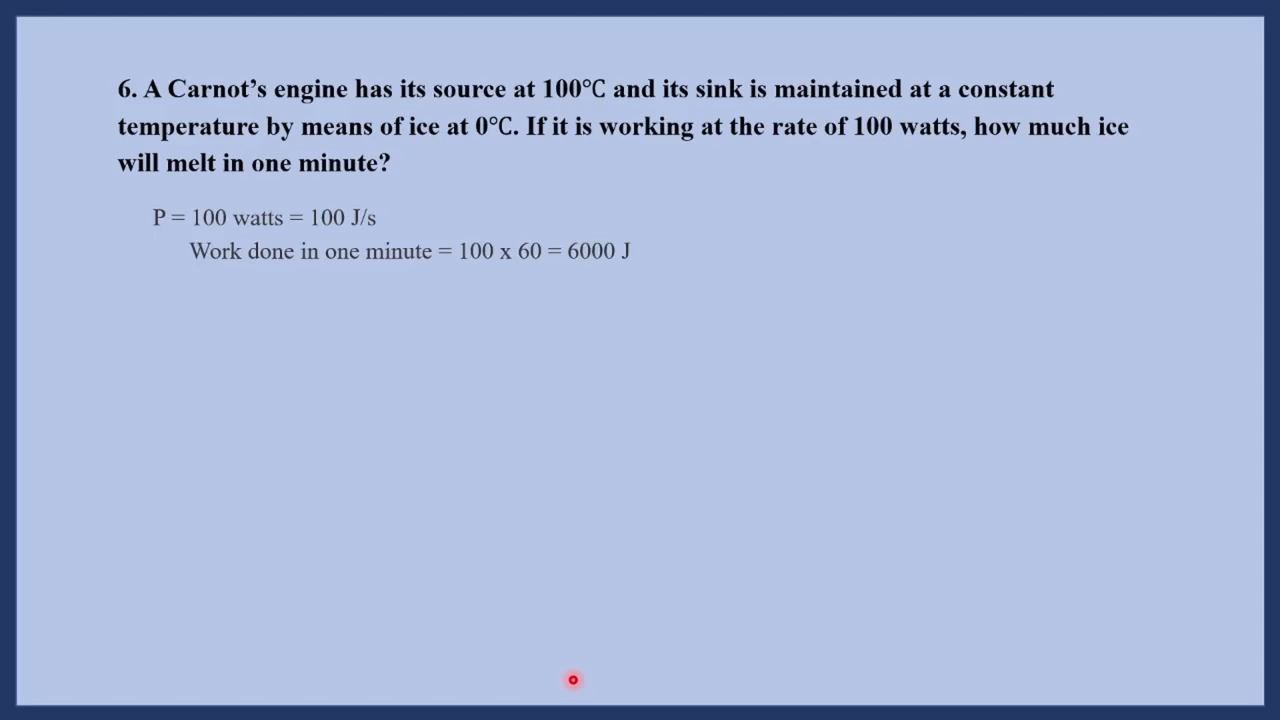 6. A Carnot’s engine has its source at 100℃ and its sink is maintained at a constant
temperature by means of ice at 0℃. If it is working at the rate of 100 watts, how much ice
will melt in one minute?
P = 100 watts = 100 J/s
Work done in one minute = 100 x 60 = 6000 J